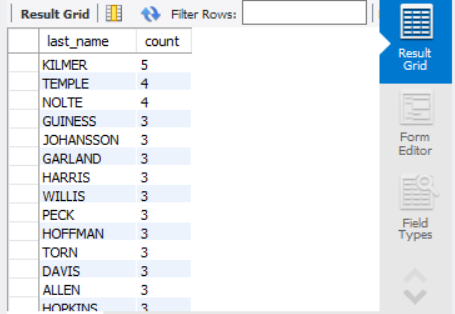 Result Grid Filter Rows:
last_name count
KILMER 5
TEMPLE 4
NOLTE 4
GUINESS 3
JOHANSSON 3
GARLAND 3
HARRIS 3
WILLIS 3
PECK 3
HOFFMAN 3
TORN 3
DAVIS 3
ALLEN 3
HOPKINS 3
Result
Grid
Form
Editor
Field
Types